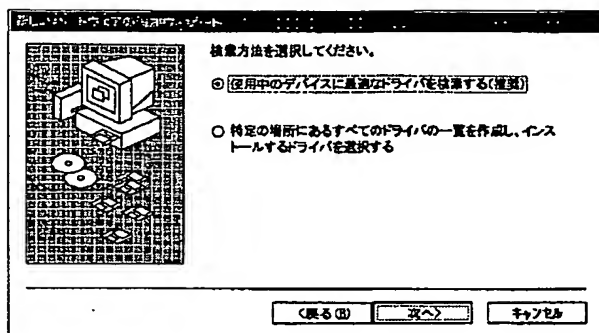 検索方法を選択してください。
使用中のデバイスに最適なドライバを検索する(推奨)
特定の場所にあるすべてのドライバの一覧を作成し、インス
トールするドライバを選択する
<戻る(B) 次へ> キャンセル